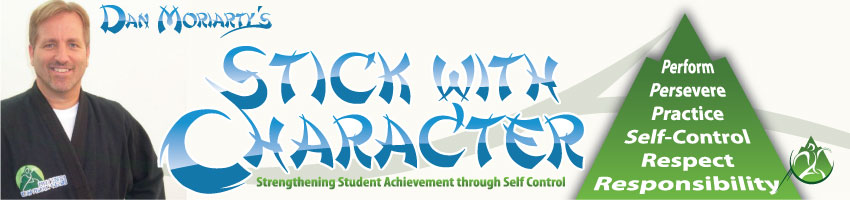 Dan Moriarty's
Stick with
Character
Strengthening Student Achievement through Self Control
Perform
Persevere
Practice
Self-Control
Respect
Responsibility